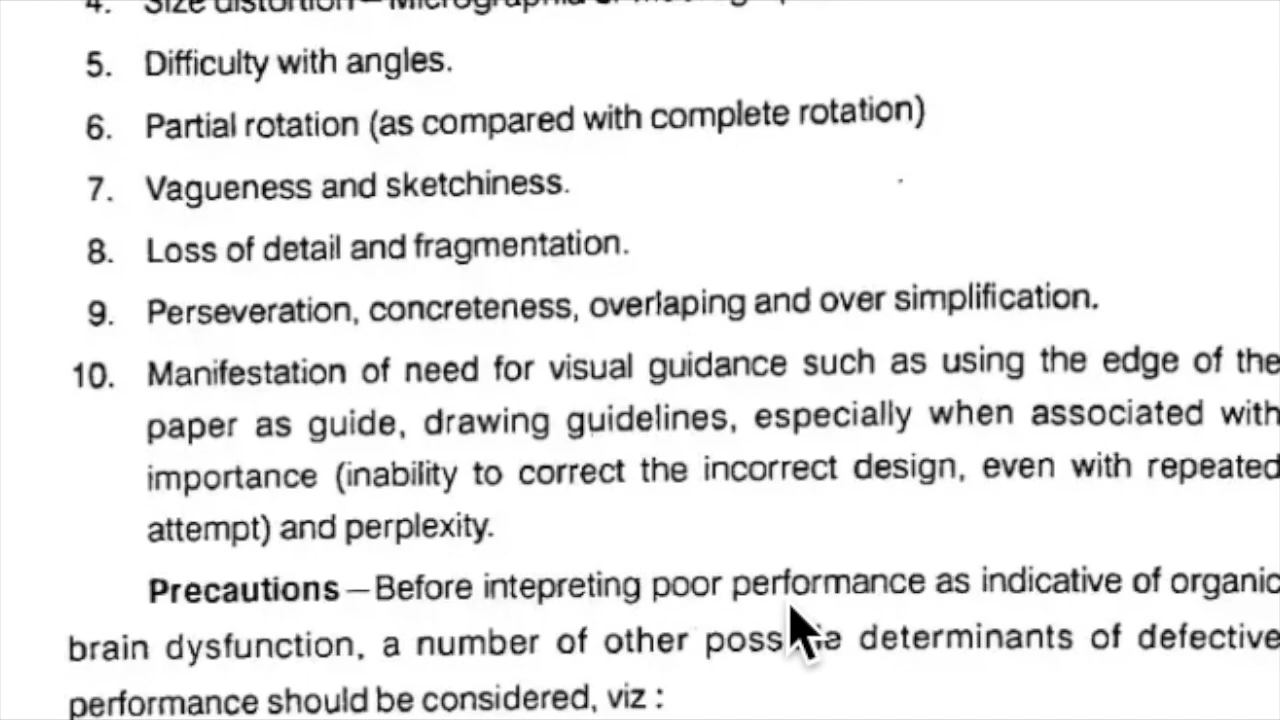 4. Size distortion –
5. Difficulty with angles.
6. Partial rotation (as compared with complete rotation)
7. Vagueness and sketchiness.
8. Loss of detail and fragmentation.
9. Perseveration, concreteness, overlaping and over simplification.
10. Manifestation of need for visual guidance such as using the edge of the
paper as guide, drawing guidelines, especially when associated with
importance (inability to correct the incorrect design, even with repeated
attempt) and perplexity.
Precautions – Before intepreting poor performance as indicative of organic
brain dysfunction, a number of other determinants of defective
performance should be considered, viz :